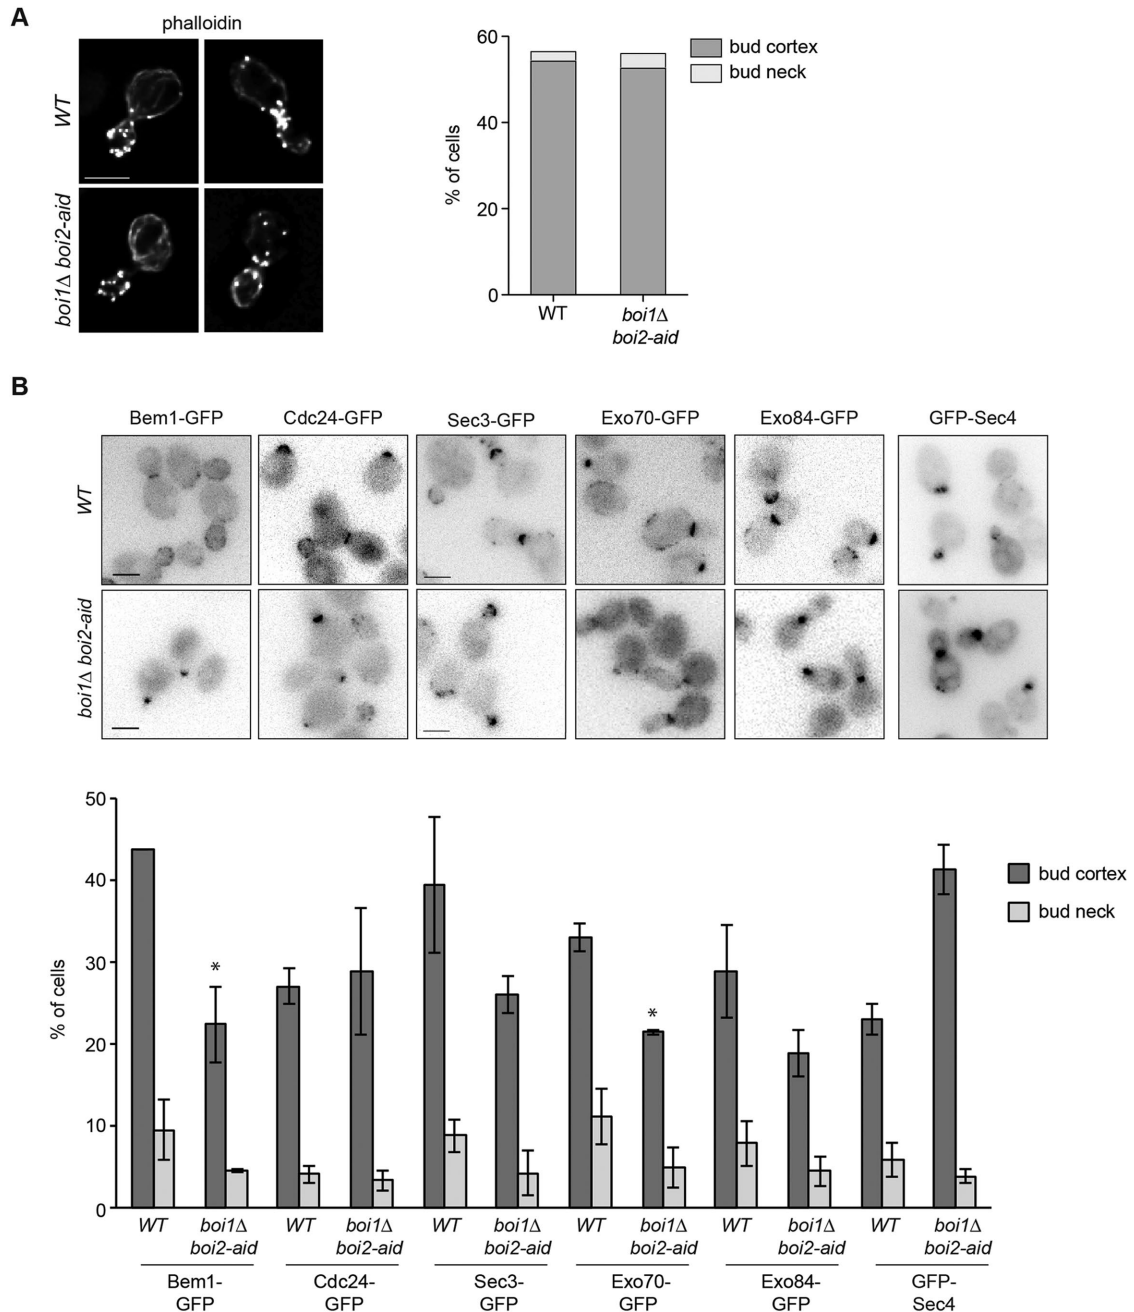 A
phalloidin
WT
boi1Δ boi2-aid
% of cells
60
40
20
0
WT
boi1Δ
boi2-aid
bud cortex
bud neck
B
Bem1-GFP Cdc24-GFP Sec3-GFP Exo70-GFP Exo84-GFP GFP-Sec4
WT
boi1Δ boi2-aid
% of cells
50
40
30
20
10
0
* *
bud cortex
bud neck
WT boi1Δ WT boi1Δ WT boi1Δ WT boi1Δ WT boi1Δ WT boi1Δ
boi2-aid boi2-aid boi2-aid boi2-aid boi2-aid boi2-aid
Bem1- Cdc24- Sec3- Exo70- Exo84- GFP-
GFP GFP GFP GFP GFP Sec4